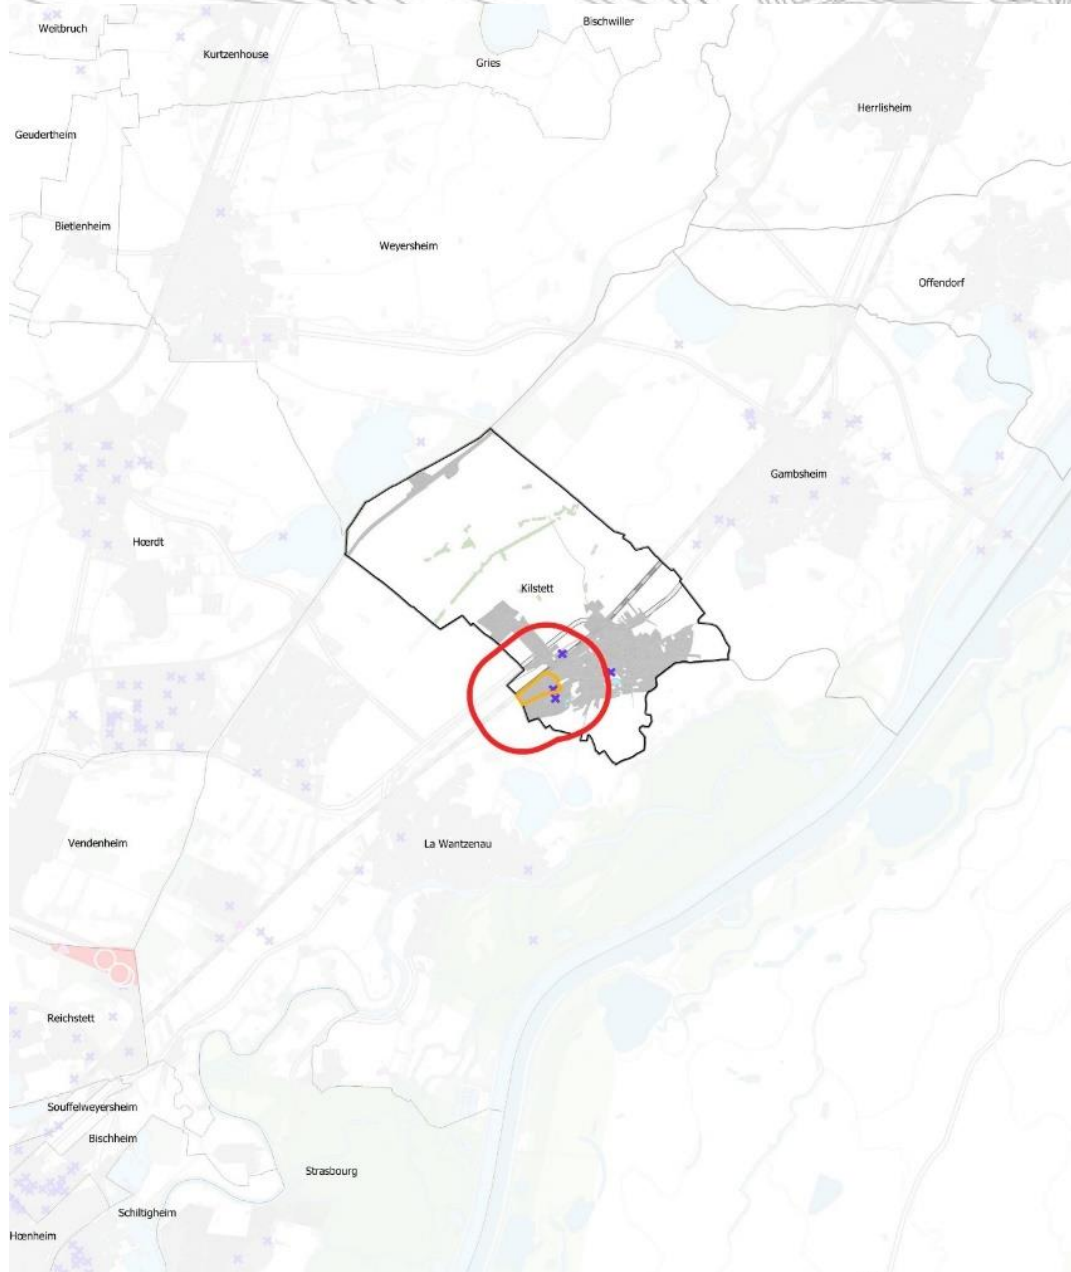 Bischwiller
Weitbruch
Kurtzenhouse
Gries
Herrlisheim
Geudertheim
Bietlenheim
Weyersheim
Offendorf
Gambsheim
Hœrdt
Kilstett
Vendenheim
La Wantzenau
Reichstett
Souffelweyersheim
Bischheim
Strasbourg
Schiltigheim
Hœnheim